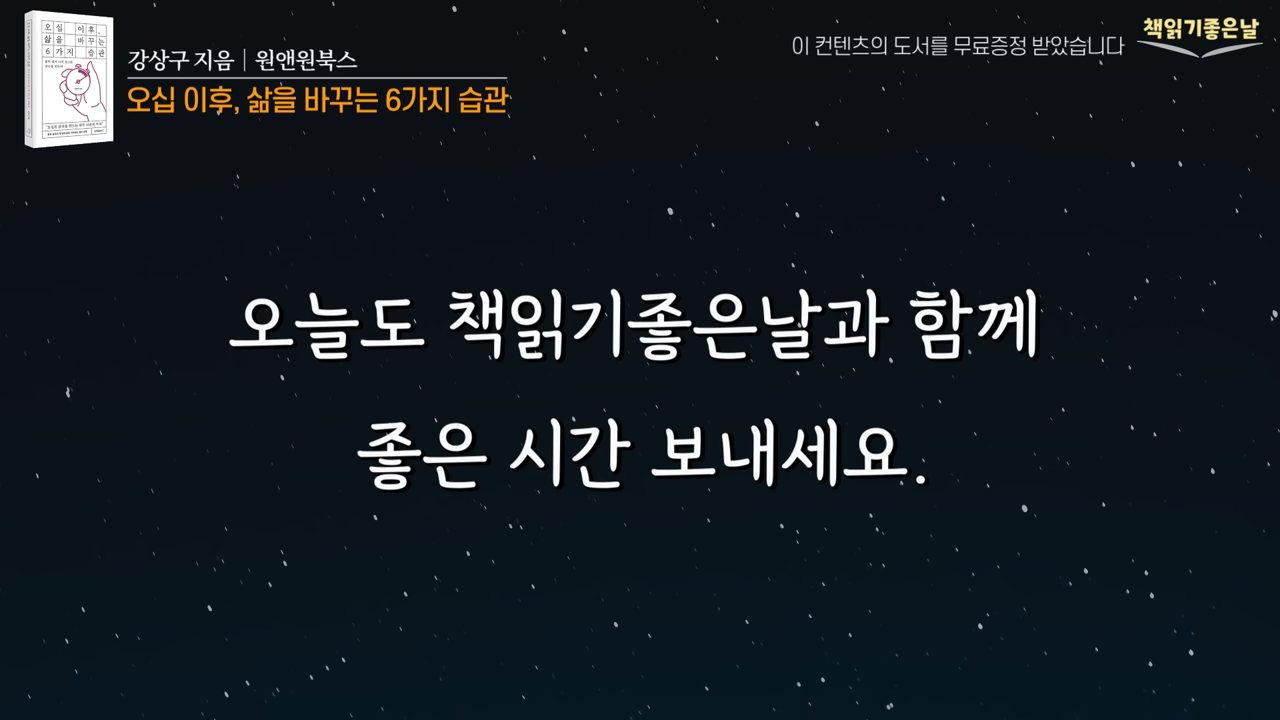 오십 이후,
삶을 바꾸는
6가지 습관
강상구 지음 | 원앤원북스
오십 이후, 삶을 바꾸는 6가지 습관
이 컨텐츠의 도서를 무료증정 받았습니다
책읽기좋은날
오늘도 책읽기좋은날과 함께
좋은 시간 보내세요.